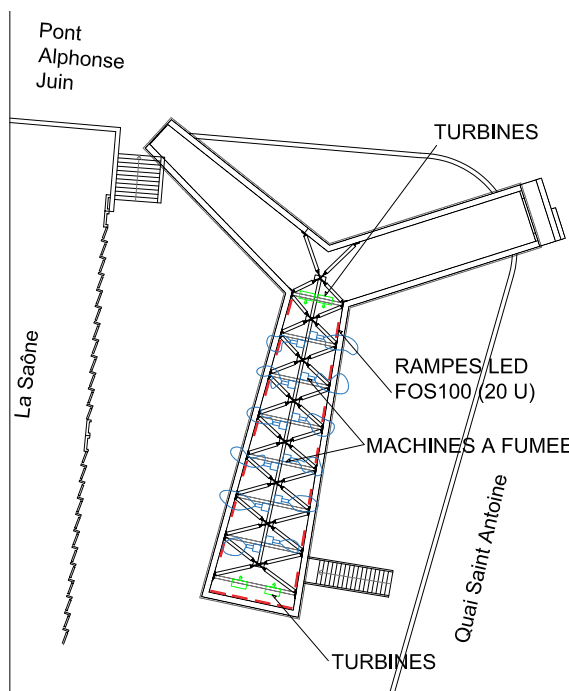 Pont
Alphonse
Juin
TURBINES
La Saône
RAMPES LED
FOS100 (20 U)
MACHINES A FUMEE
Quai Saint Antoine
TURBINES